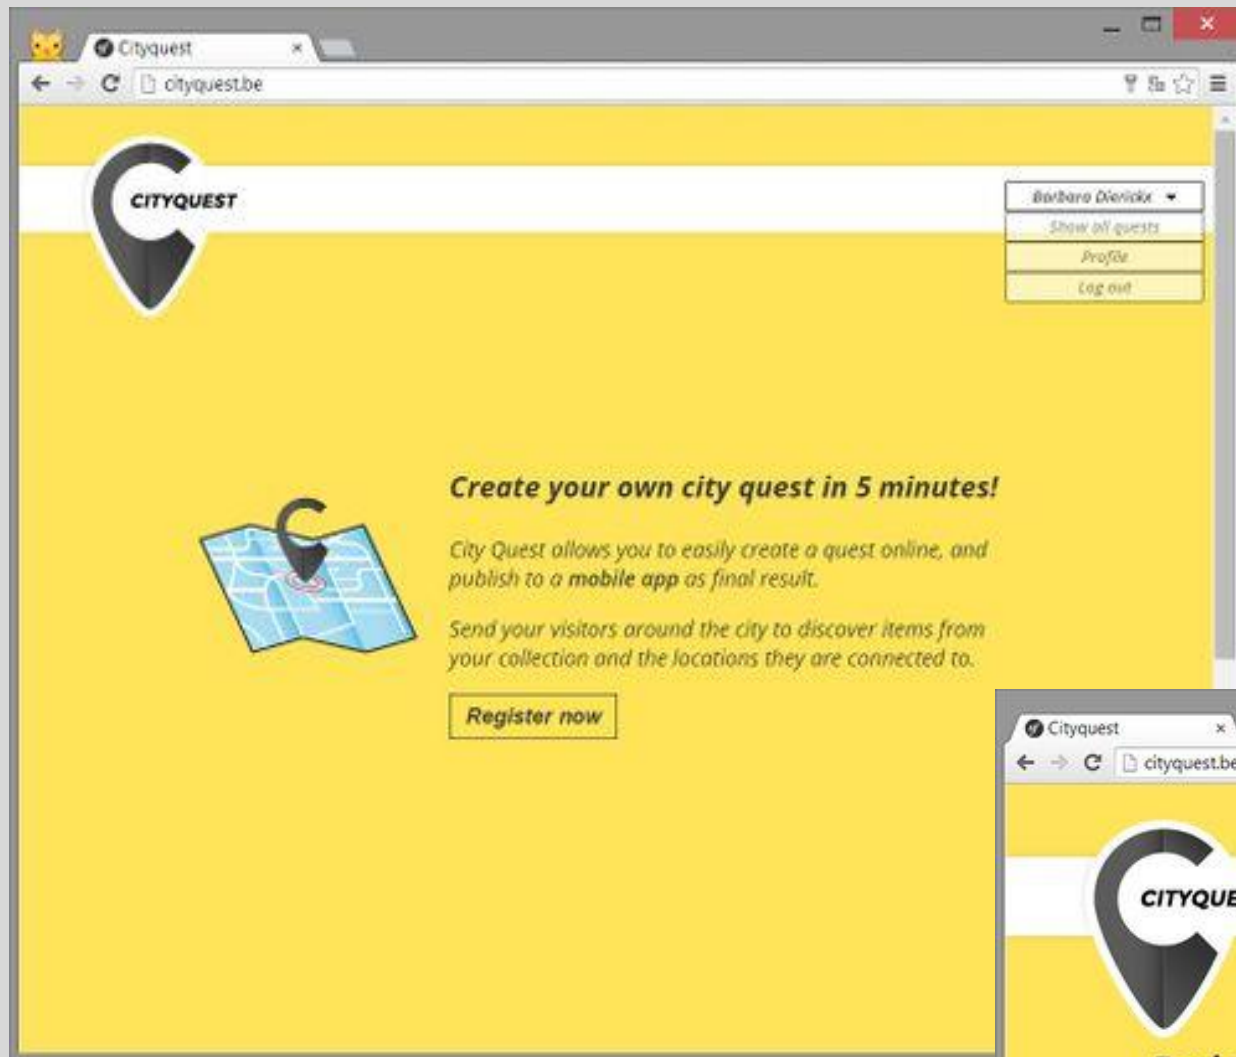 Cityquest
cityquest.be
CITYQUEST
Barbara Dierickx
Show all quests
Profile
Log out
Create your own city quest in 5 minutes!
City Quest allows you to easily create a quest online, and
publish to a mobile app as final result.
Send your visitors around the city to discover items from
your collection and the locations they are connected to.
Register now
Cityquest
cityquest.be
CITYQUE